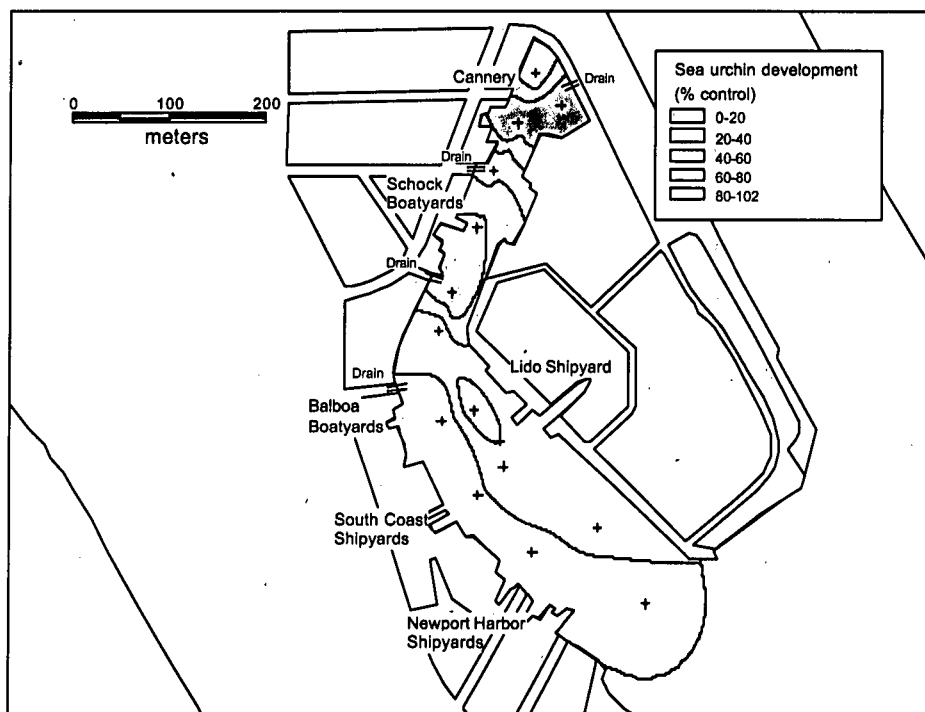 Cannery
Drain
Sea urchin development
(% control)
0-20
20-40
40-60
60-80
80-102
0 100 200
meters
Drain
Schock
Boatyards
Drain
Lido Shipyard
Drain
Balboa
Boatyards
South Coast
Shipyards
Newport Harbor
Shipyards